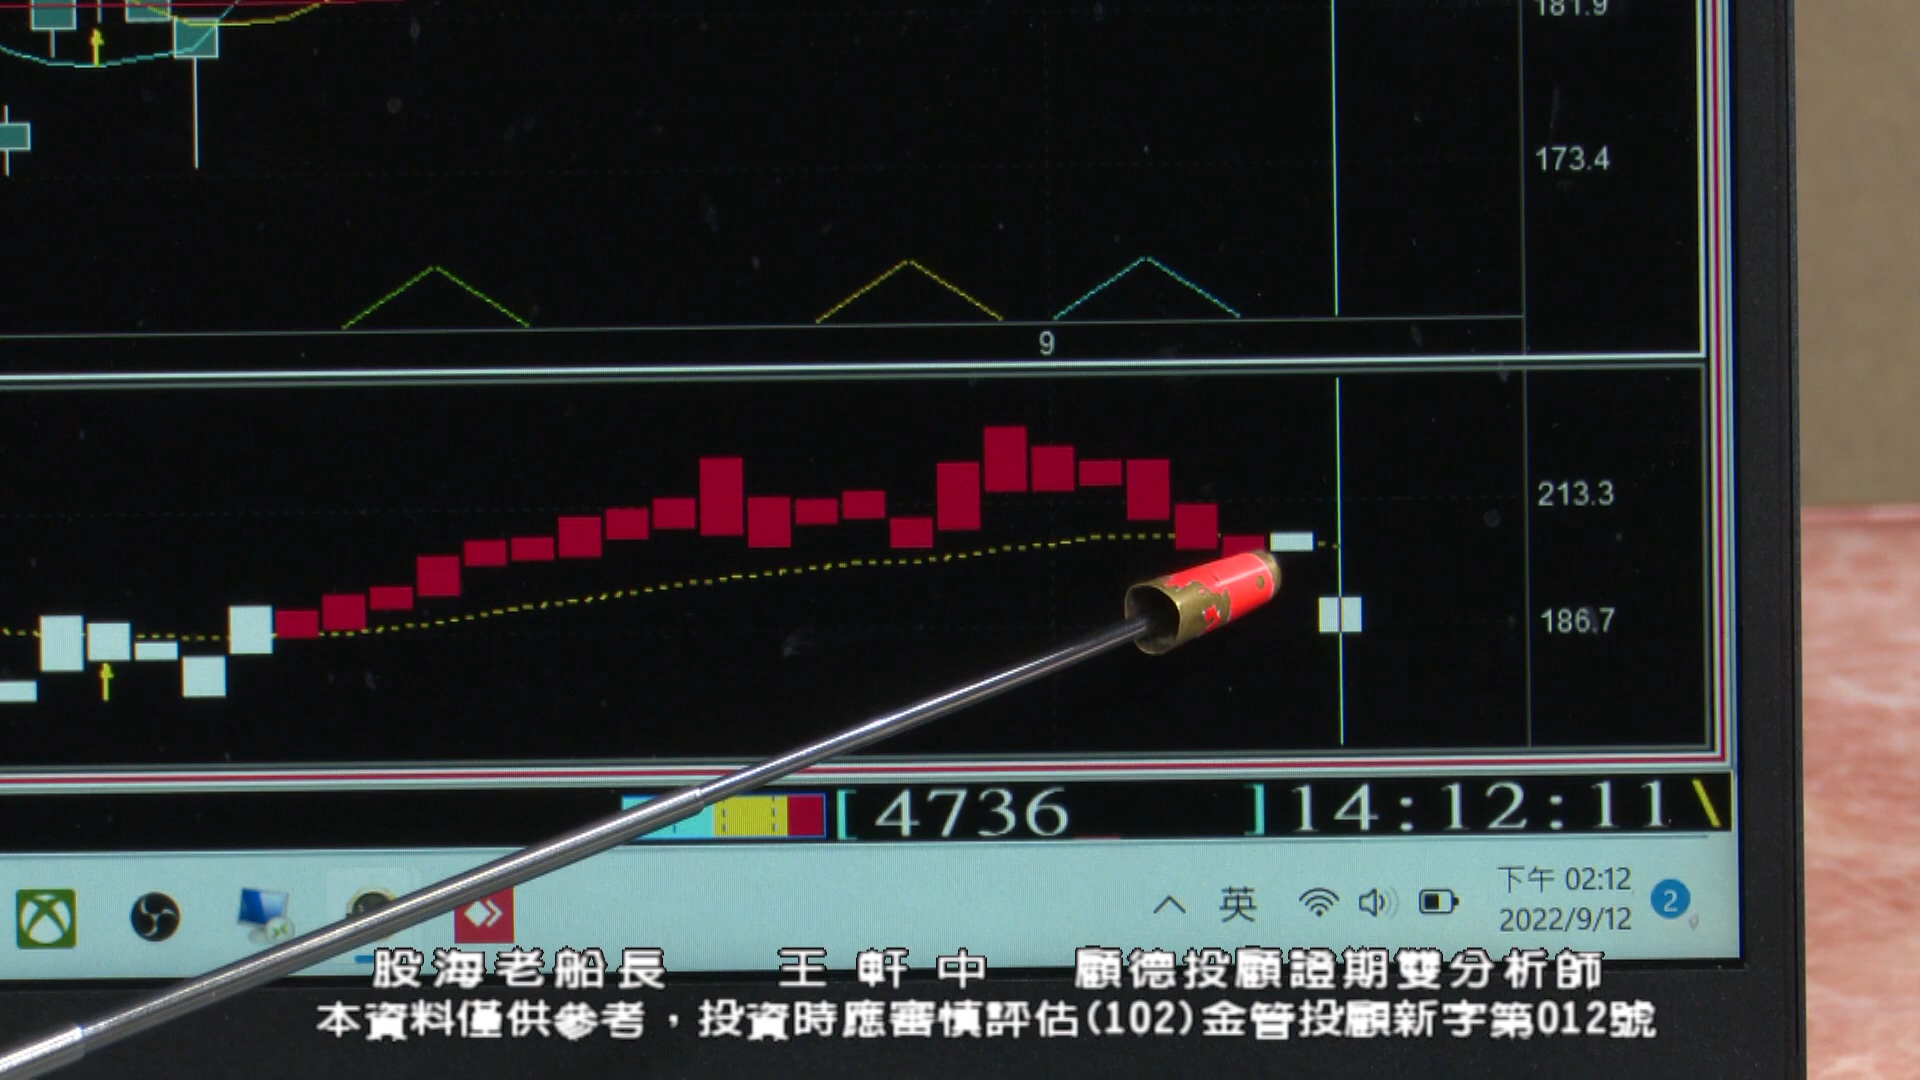 181.9
173.4
9
213.3
186.7
[4736 ]14:12:11\
英
下午 02:12
2022/9/12
2
股海老船長 王軒中 顧德投顧證期雙分析師
本資料僅供參考,投資時應審慎評估(102)金管投顧新字第012號